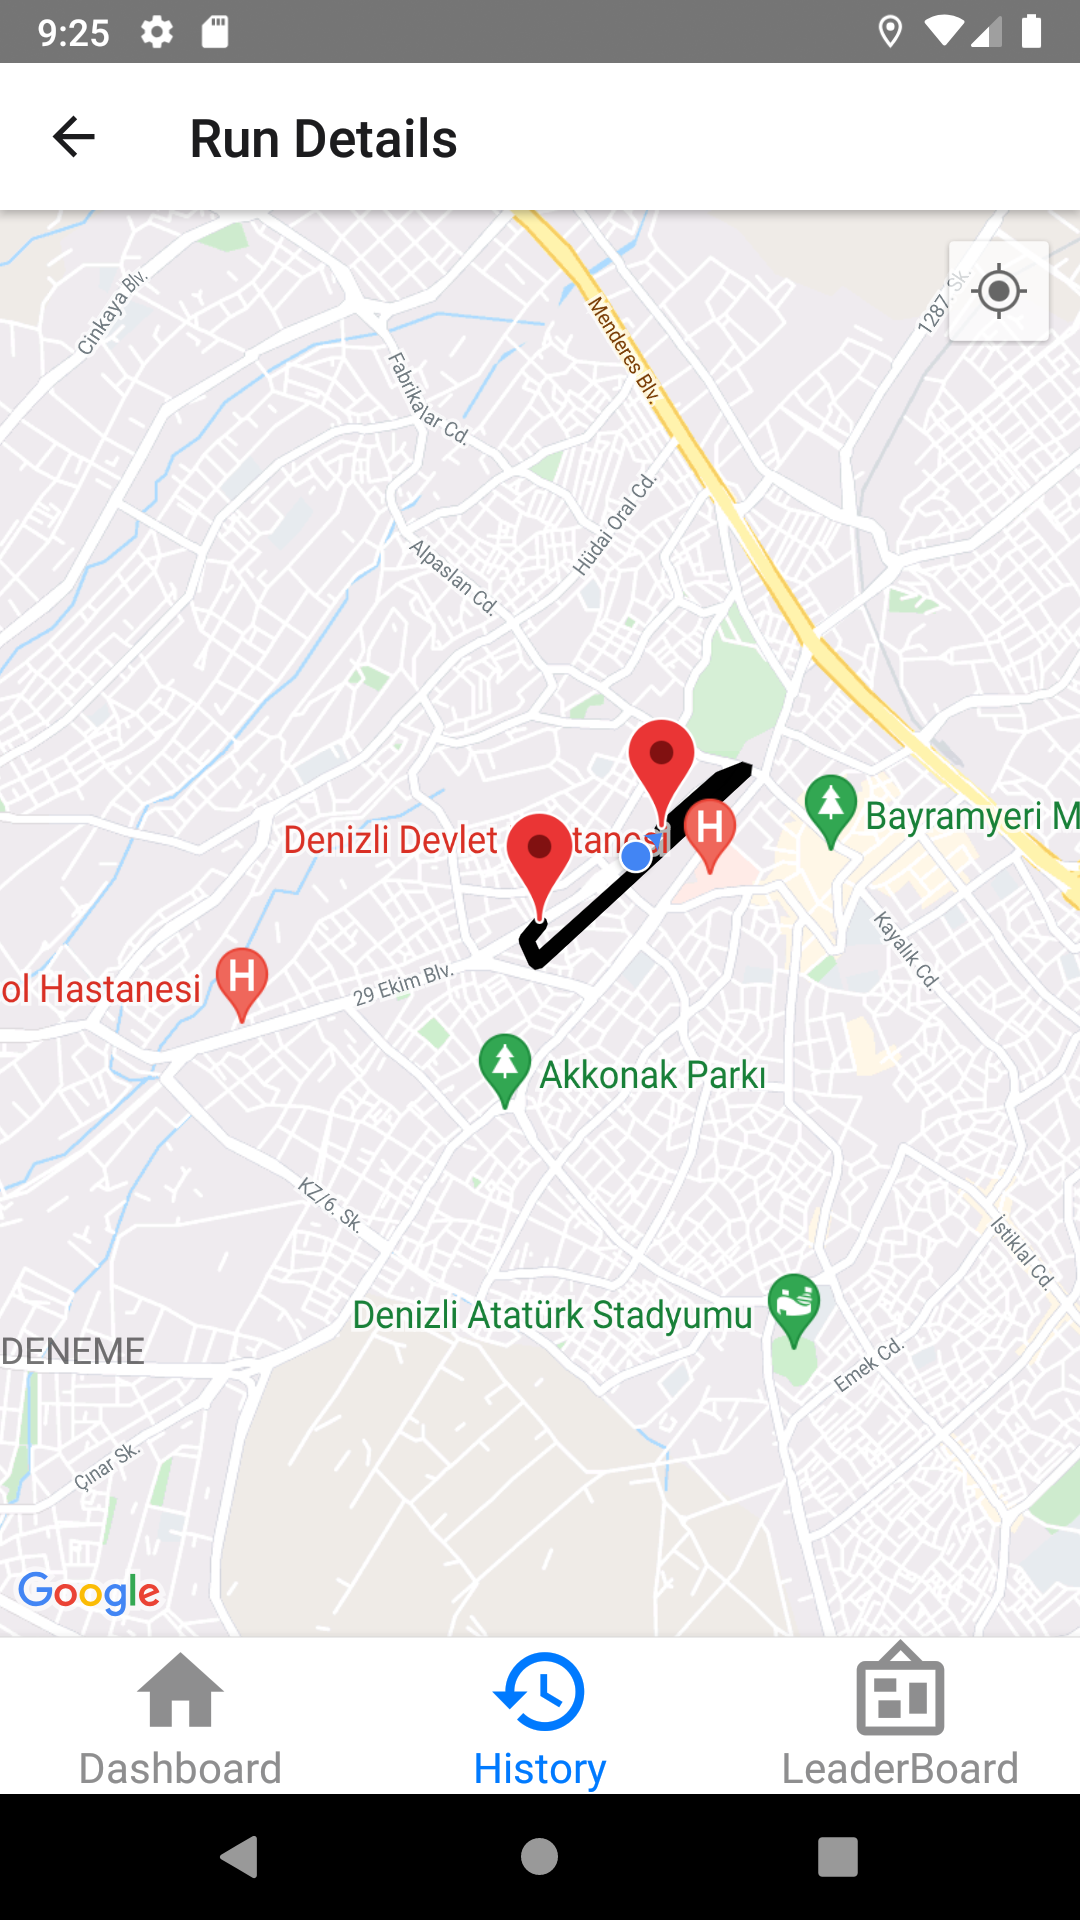 9:25
Run Details
Cinkaya Blv.
Menderes Blv.
1287. Sk.
Fabrikalar Cd.
Hüdai Oral Cd.
Alpaslan Cd.
Bayramyeri M
Denizli Devlet tanesi
Kayalık Cd.
ol Hastanesi
29 Ekim Blv.
Akkonak Parkı
KZ/6. Sk.
İstiklal Cd.
Denizli Atatürk Stadyumu
DENEME
Emek Cd.
Çınar Sk.
Google
Dashboard
History
LeaderBoard